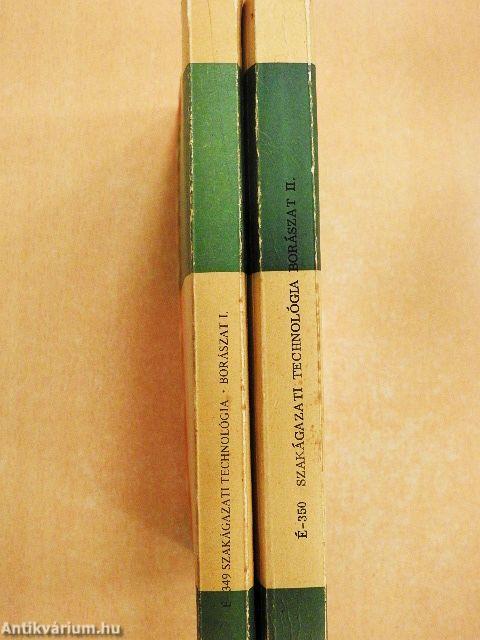 É-349 SZAKÁGAZATI TECHNOLÓGIA · BORÁSZAT I.
É-350 SZAKÁGAZATI TECHNOLÓGIA BORÁSZAT II.
Antikvárium.hu